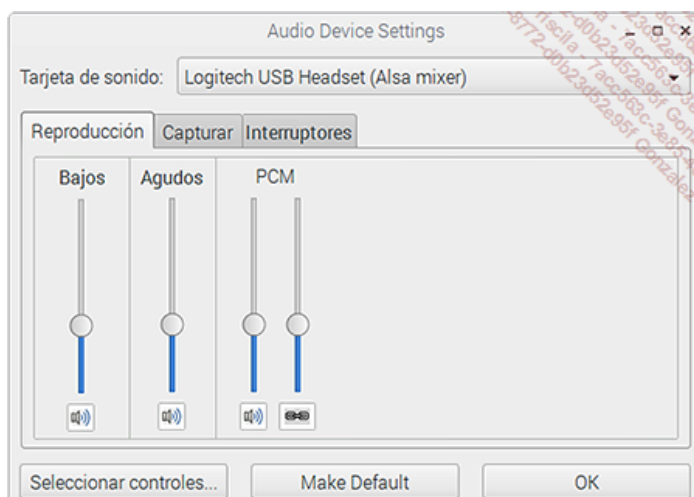 Audio Device Settings
Tarjeta de sonido: Logitech USB Headset (Alsa mixer)
Reproducción Capturar Interruptores
Bajos Agudos PCM
Seleccionar controles... Make Default OK